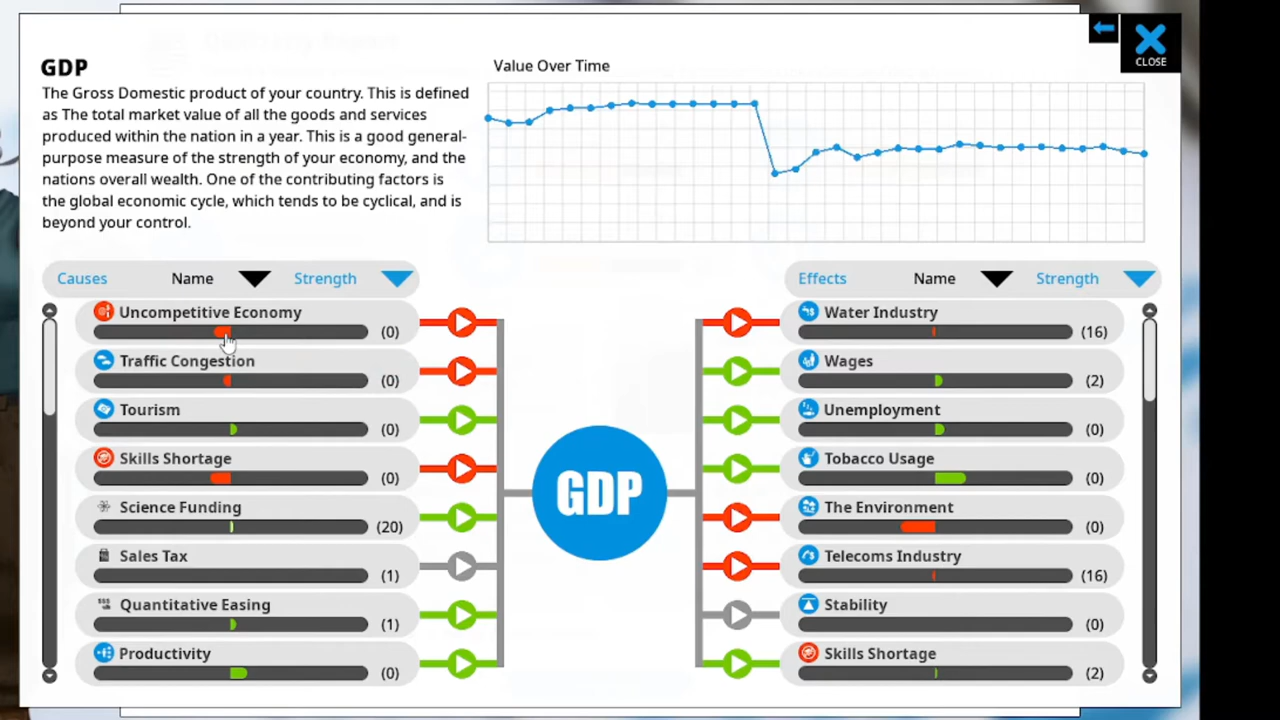 CLOSE
GDP
Value Over Time
The Gross Domestic product of your country. This is defined
as The total market value of all the goods and services
produced within the nation in a year. This is a good general-
purpose measure of the strength of your economy, and the
nations overall wealth. One of the contributing factors is
the global economic cycle, which tends to be cyclical, and is
beyond your control.
Causes Name Strength
Effects Name Strength
Uncompetitive Economy
(0)
Traffic Congestion
(0)
Tourism
(0)
Skills Shortage
(0)
Science Funding
(20)
Sales Tax
(1)
Quantitative Easing
(1)
Productivity
(0)
GDP
Water Industry
(16)
Wages
(2)
Unemployment
(0)
Tobacco Usage
(0)
The Environment
(0)
Telecoms Industry
(16)
Stability
(0)
Skills Shortage
(2)